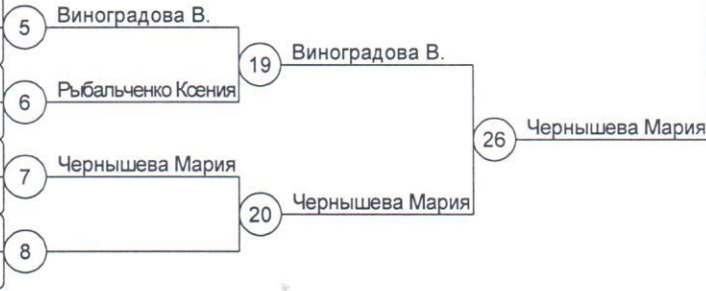 5 Виноградова В.
19 Виноградова В.
6 Рыбальченко Ксения
26 Чернышева Мария
7 Чернышева Мария
20 Чернышева Мария
8